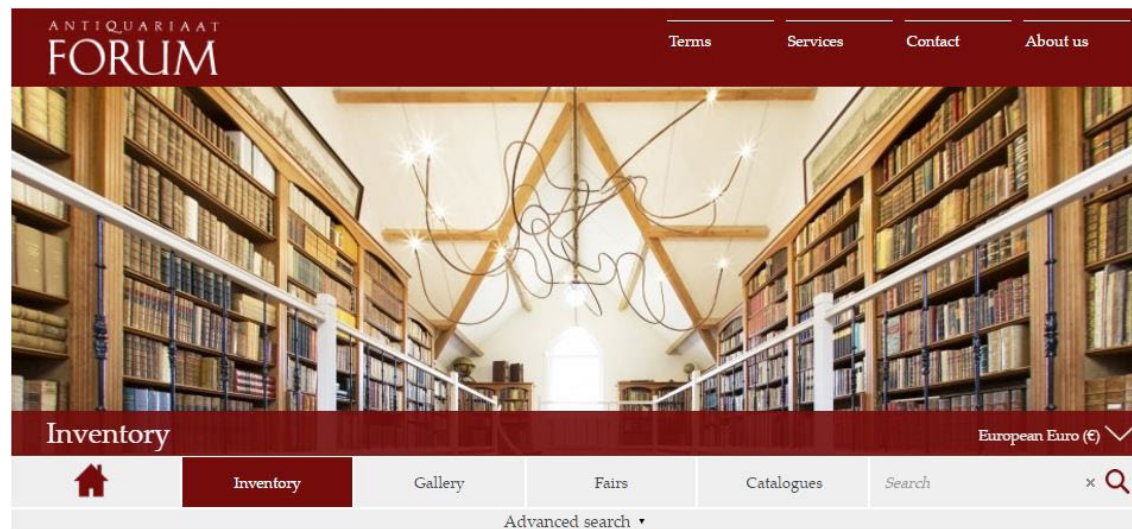 ANTIQUARIAAT
FORUM
Terms
Services
Contact
About us
Inventory
European Euro (€)
Inventory
Gallery
Fairs
Catalogues
Search
×
Advanced search ▾